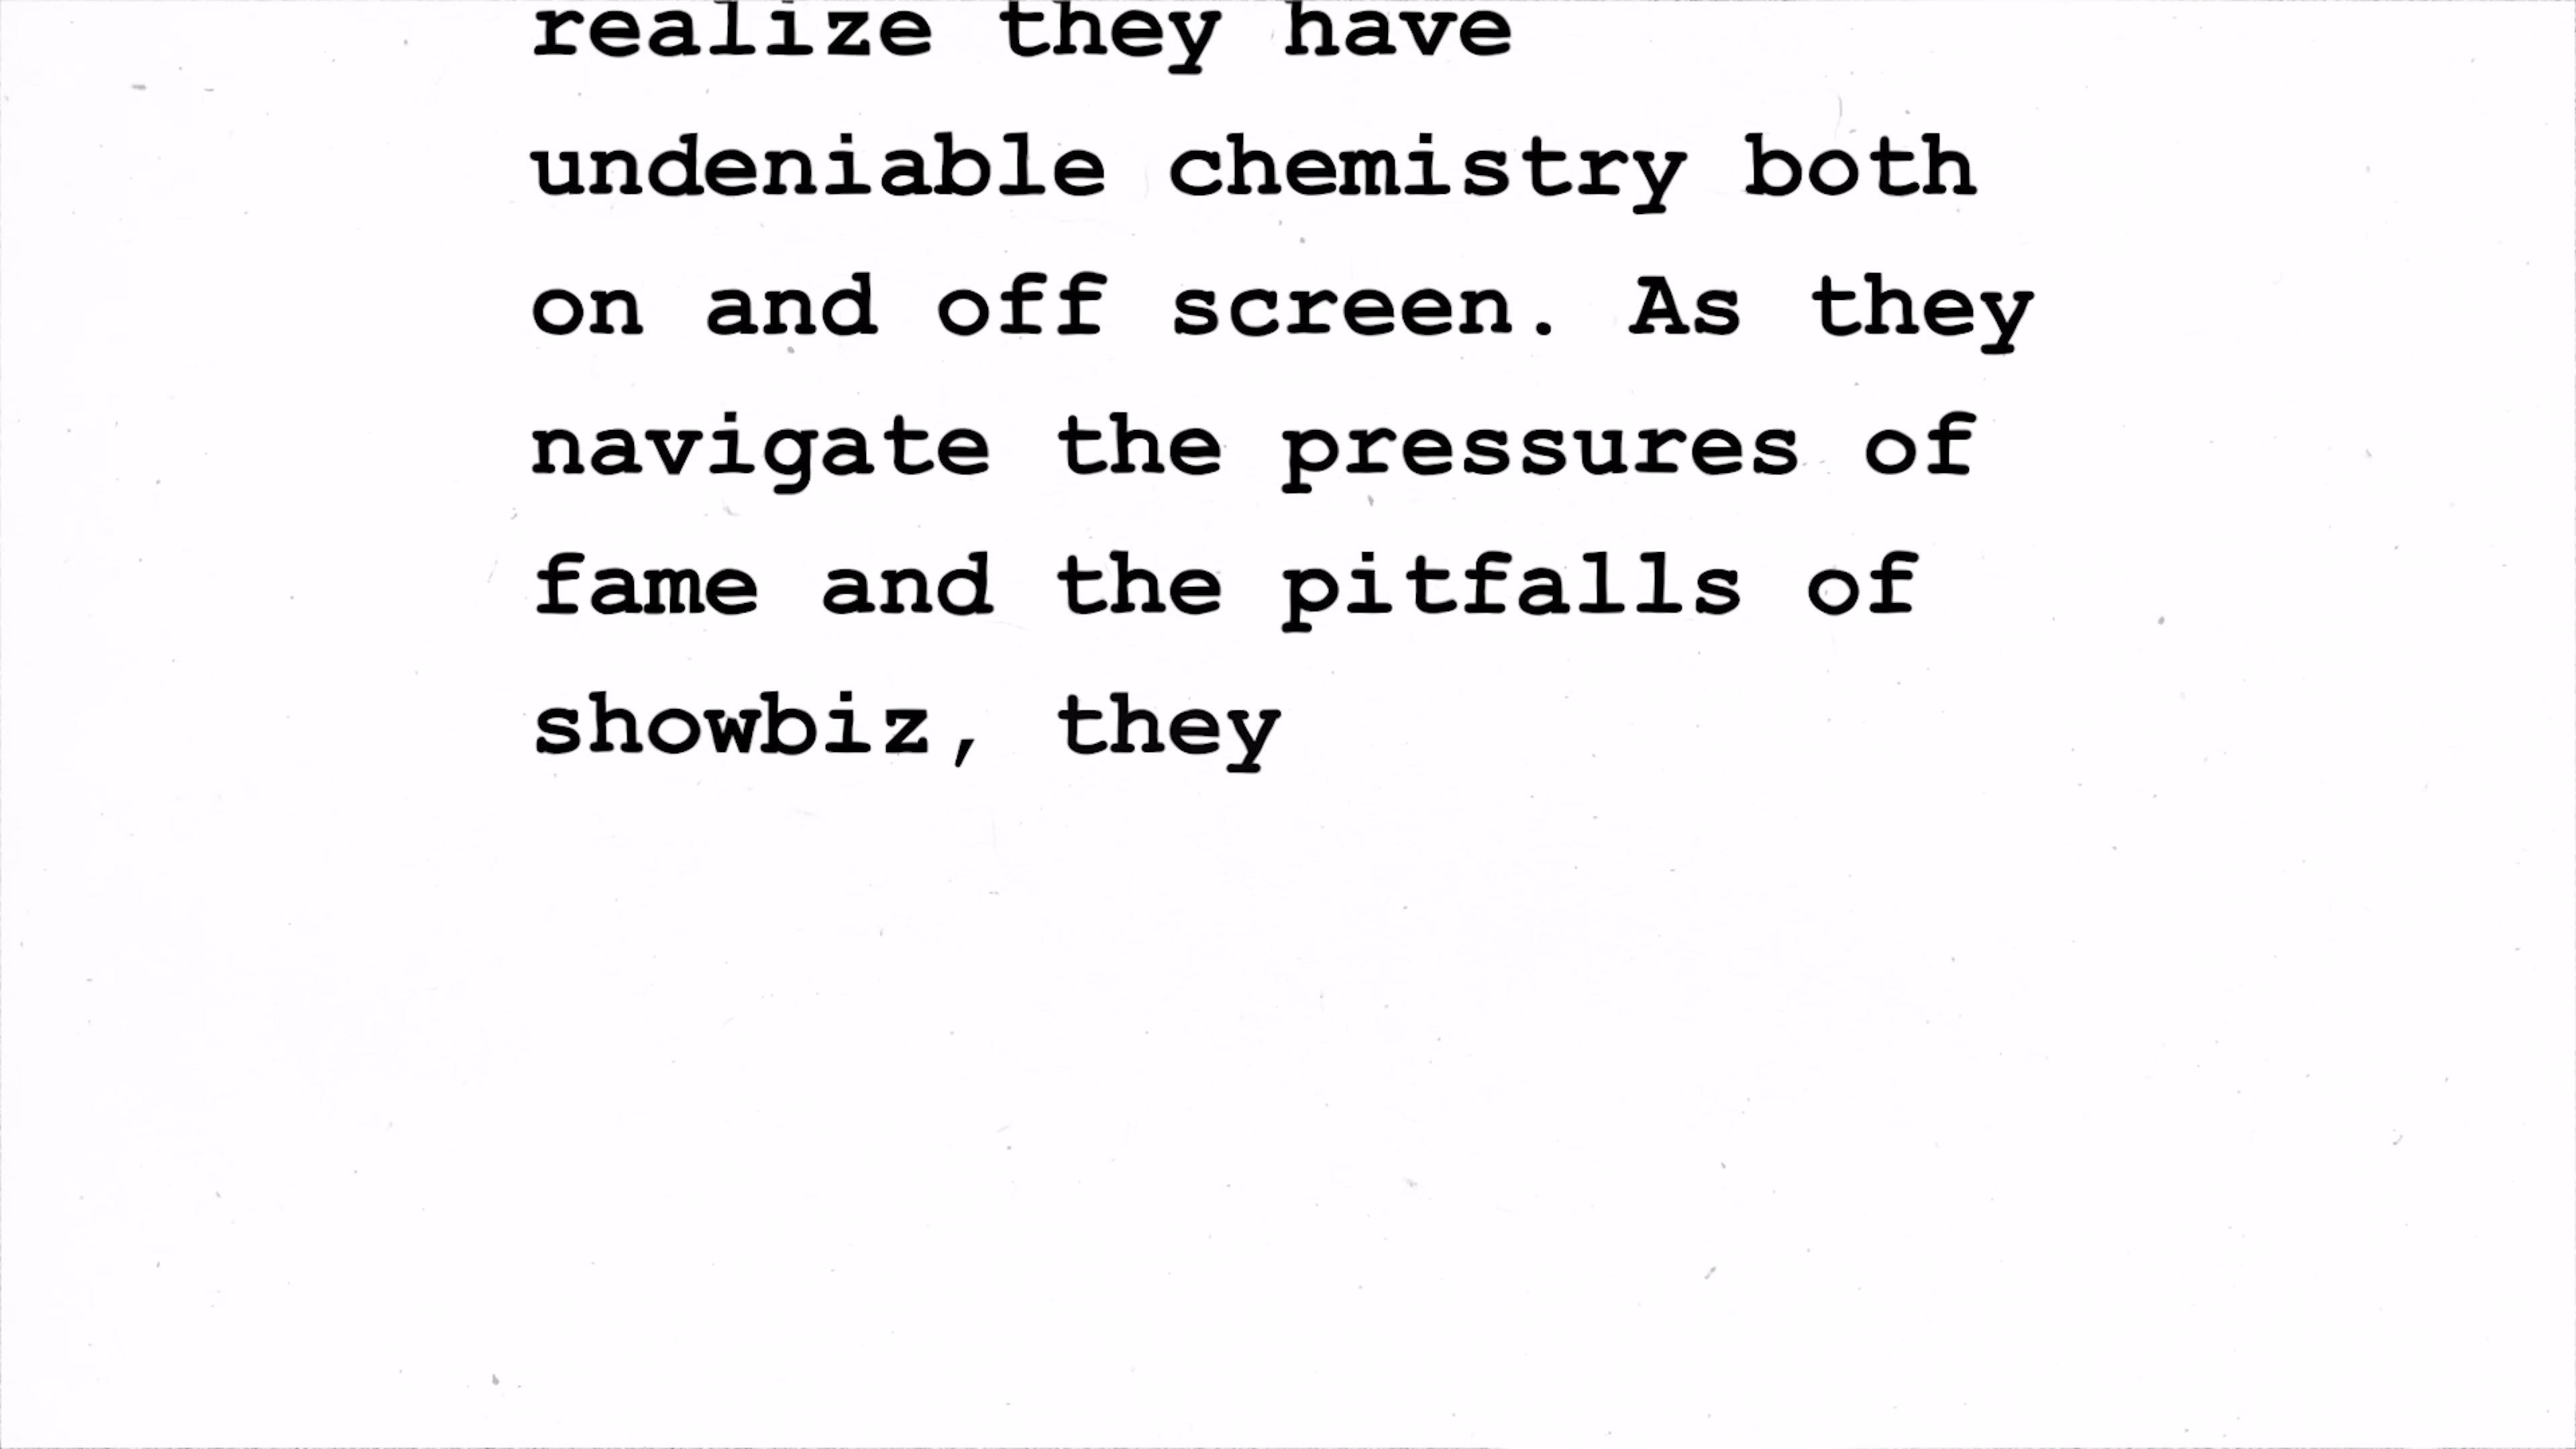 realize they have
undeniable chemistry both
on and off screen. As they
navigate the pressures of
fame and the pitfalls of
showbiz, they